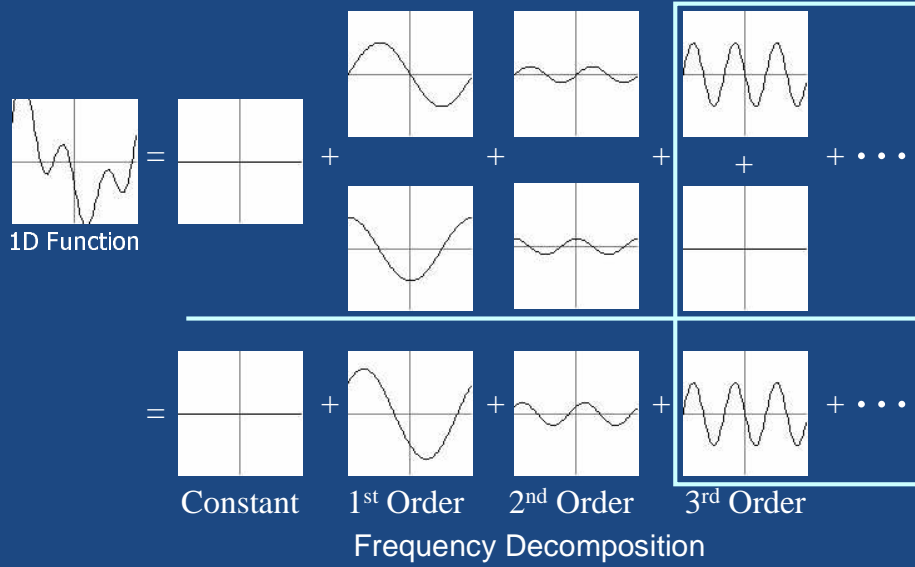 + + + + + • • •
=
1D Function
= + + + + • • •
Constant 1st Order 2nd Order 3rd Order
Frequency Decomposition